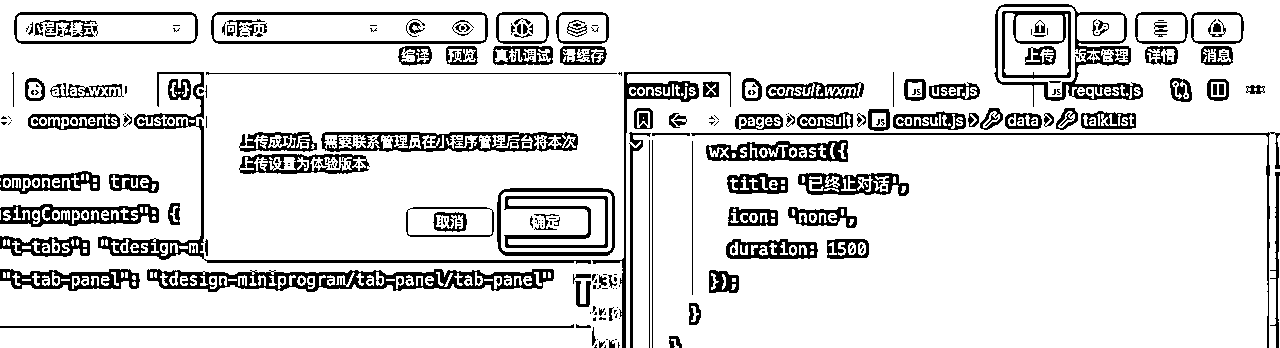 小程序模式
问答页
编译
预览
真机调试
清缓存
上传
版本管理
详情
消息
atlas.wxml
consult.js
consult.wxml
user.js
request.js
components > custom-n
pages > consult > consult.js > data > talkList
上传成功后，需要联系管理员在小程序管理后台将本次
上传设置为体验版本
取消
确定
omponent": true,
usingComponents": {
"t-tabs": "tdesign-mi
"t-tab-panel": "tdesign-miniprogram/tab-panel/tab-panel"
439
440
441
wx.showToast({
title: '已终止对话',
icon: 'none',
duration: 1500
});
}
}